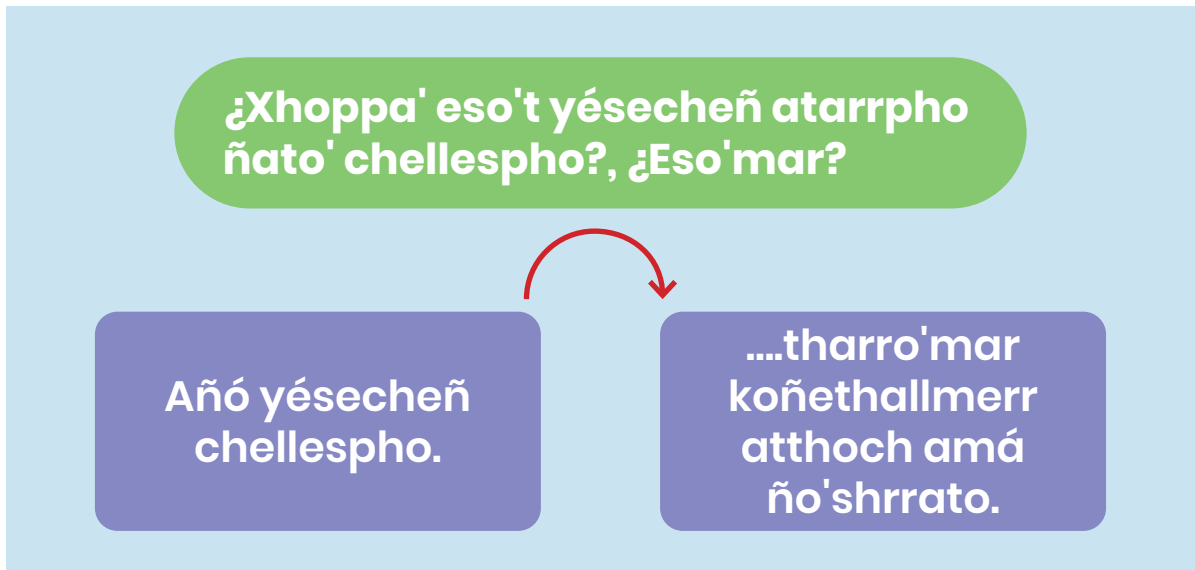 ¿Xhoppa' eso't yésecheñ atarrpho
ñato' chellespho?, ¿Eso'mar?
Añó yésecheñ
chellespho.
....tharro'mar
koñethallmerr
atthoch amá
ño'shrrato.